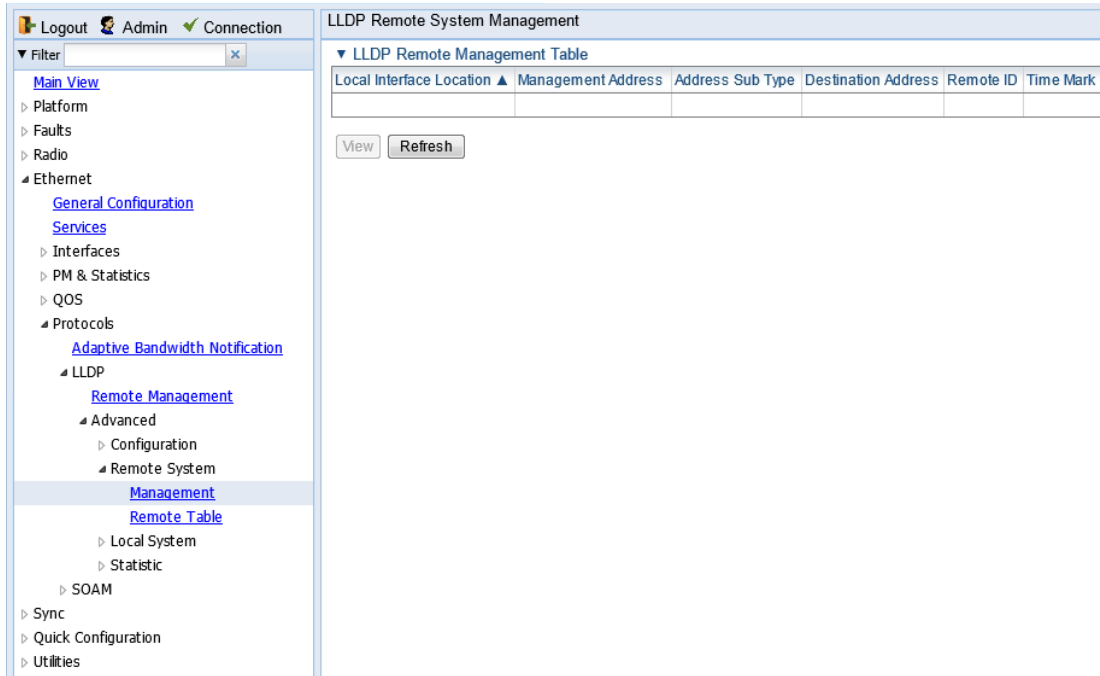 Logout Admin Connection
Filter
Main View
Platform
Faults
Radio
Ethernet
General Configuration
Services
Interfaces
PM & Statistics
QOS
Protocols
Adaptive Bandwidth Notification
LLDP
Remote Management
Advanced
Configuration
Remote System
Management
Remote Table
Local System
Statistic
SOAM
Sync
Quick Configuration
Utilities
LLDP Remote System Management
▼ LLDP Remote Management Table
Local Interface Location ▲ Management Address Address Sub Type Destination Address Remote ID Time Mark
View Refresh